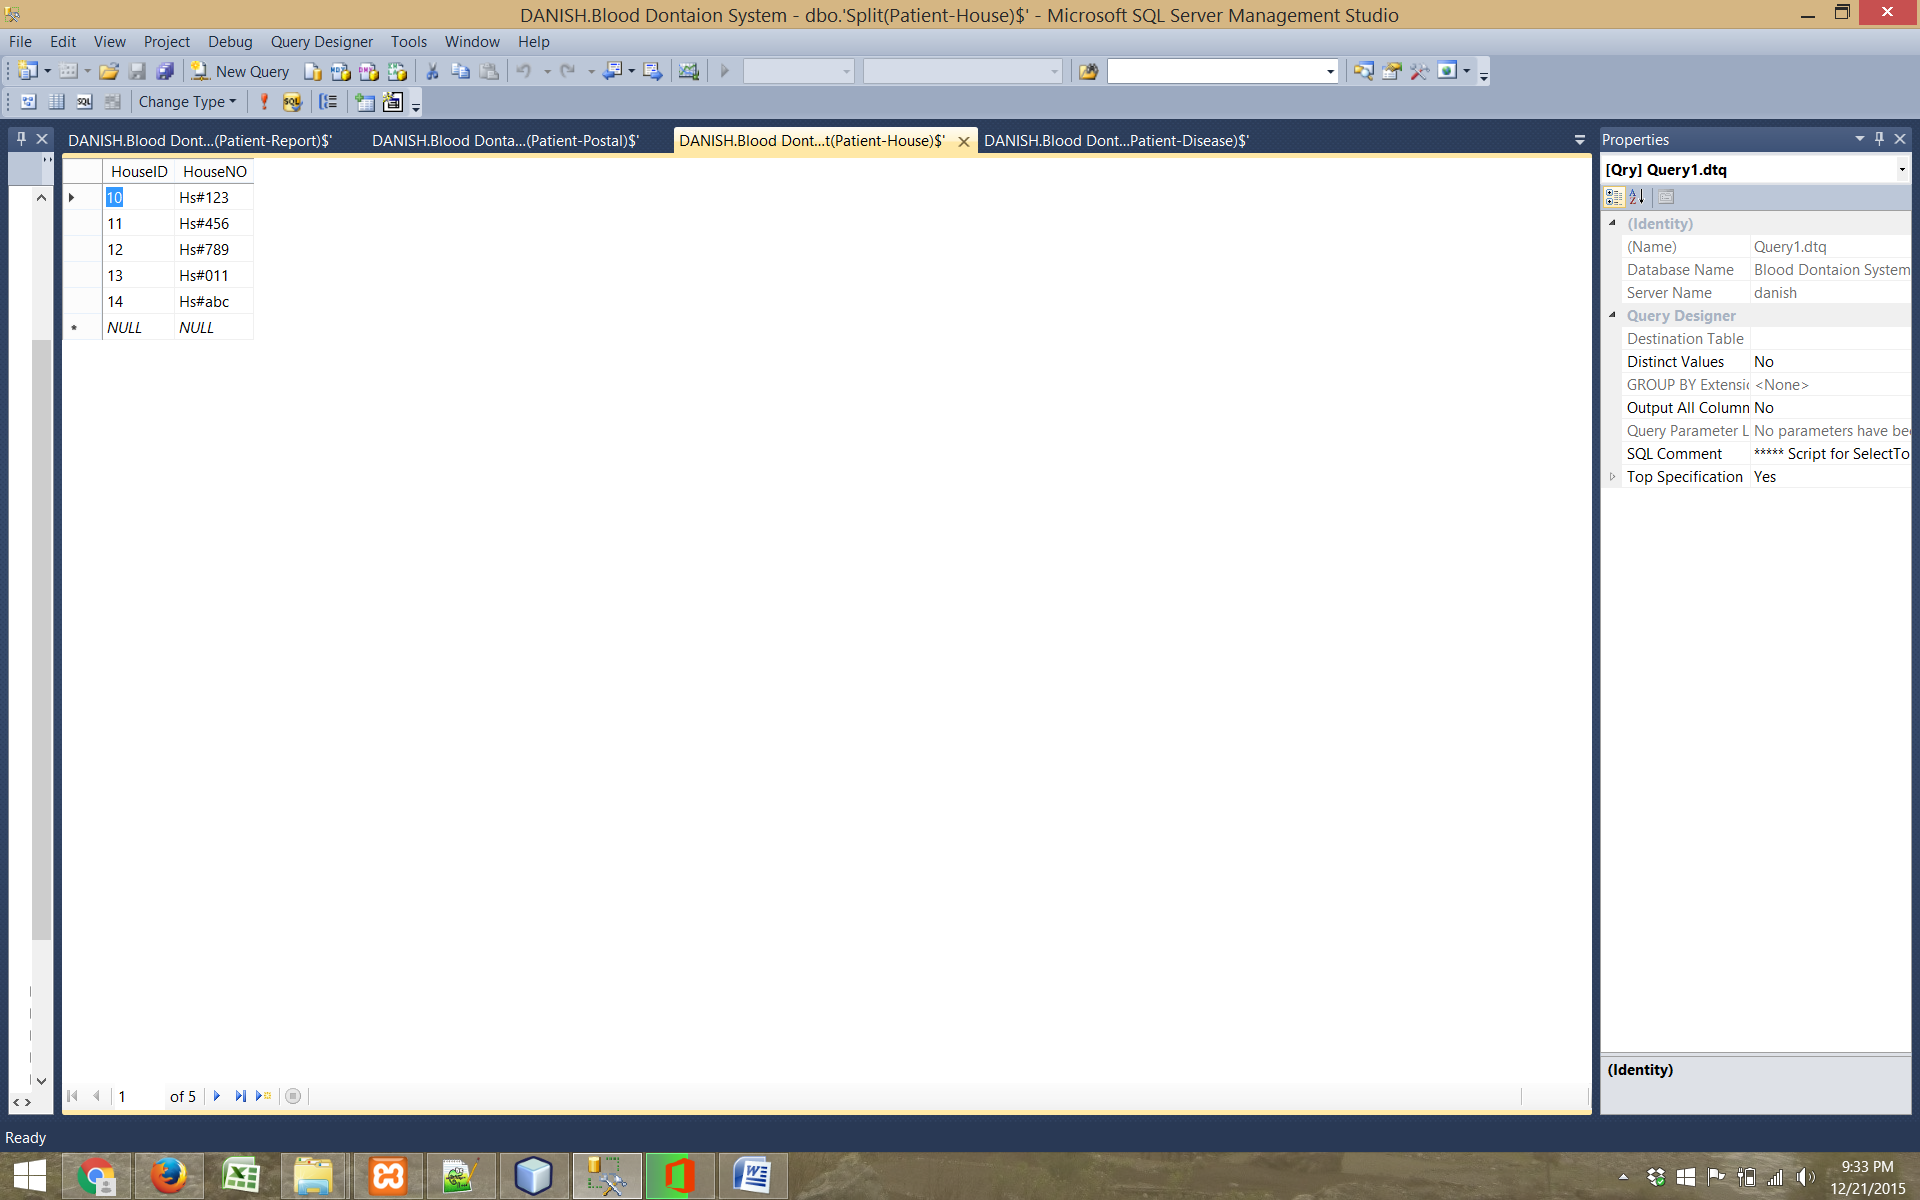 DANISH.Blood Dontaion System - dbo.'Split(Patient-House)$' - Microsoft SQL Server Management Studio
File Edit View Project Debug Query Designer Tools Window Help
New Query
SQL Change Type SQL
DANISH.Blood Dont...(Patient-Report)$' DANISH.Blood Donta...(Patient-Postal)$' DANISH.Blood Dont...t(Patient-House)$' DANISH.Blood Dont...Patient-Disease)$'
HouseID HouseNO
10 Hs#123
11 Hs#456
12 Hs#789
13 Hs#011
14 Hs#abc
NULL NULL
1 of 5
Properties
[Qry] Query1.dtq
(Identity)
(Name) Query1.dtq
Database Name Blood Dontaion System
Server Name danish
Query Designer
Destination Table
Distinct Values No
GROUP BY Extensi <None>
Output All Column No
Query Parameter L No parameters have be
SQL Comment ***** Script for SelectTo
Top Specification Yes
(Identity)
Ready
9:33 PM
12/21/2015